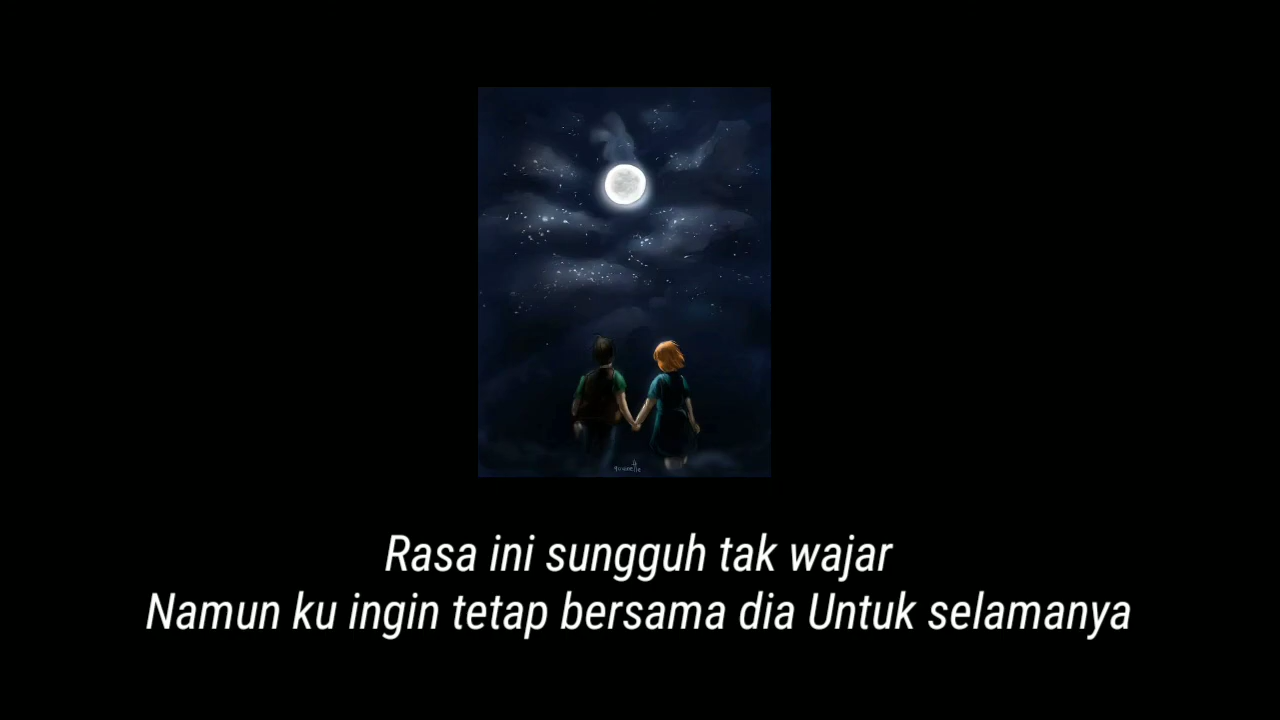 Rasa ini sungguh tak wajar
Namun ku ingin tetap bersama dia Untuk selamanya